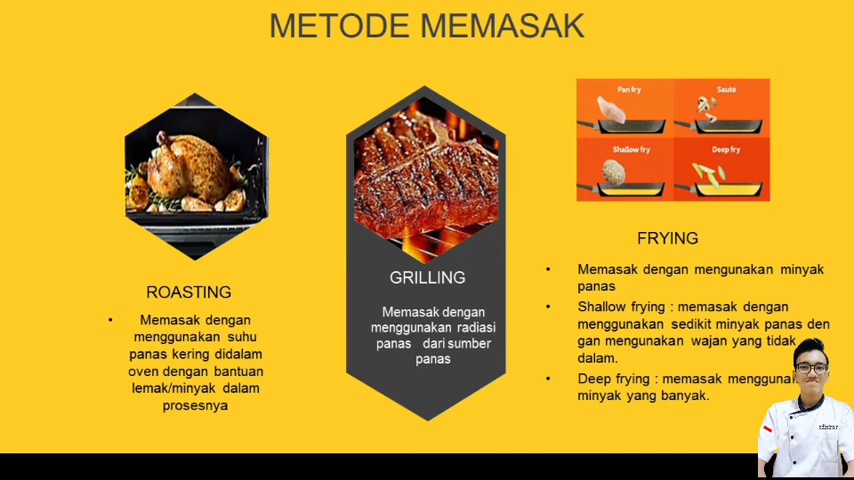 METODE MEMASAK
Pan fry
Sauté
Shallow fry
Deep fry
ROASTING
• Memasak dengan
menggunakan suhu
panas kering didalam
oven dengan bantuan
lemak/minyak dalam
prosesnya
GRILLING
Memasak dengan
menggunakan radiasi
panas dari sumber
panas
FRYING
• Memasak dengan mengunakan minyak
panas
• Shallow frying : memasak dengan
menggunakan sedikit minyak panas den
gan mengunakan wajan yang tidak
dalam.
• Deep frying : memasak
minyak yang banyak.